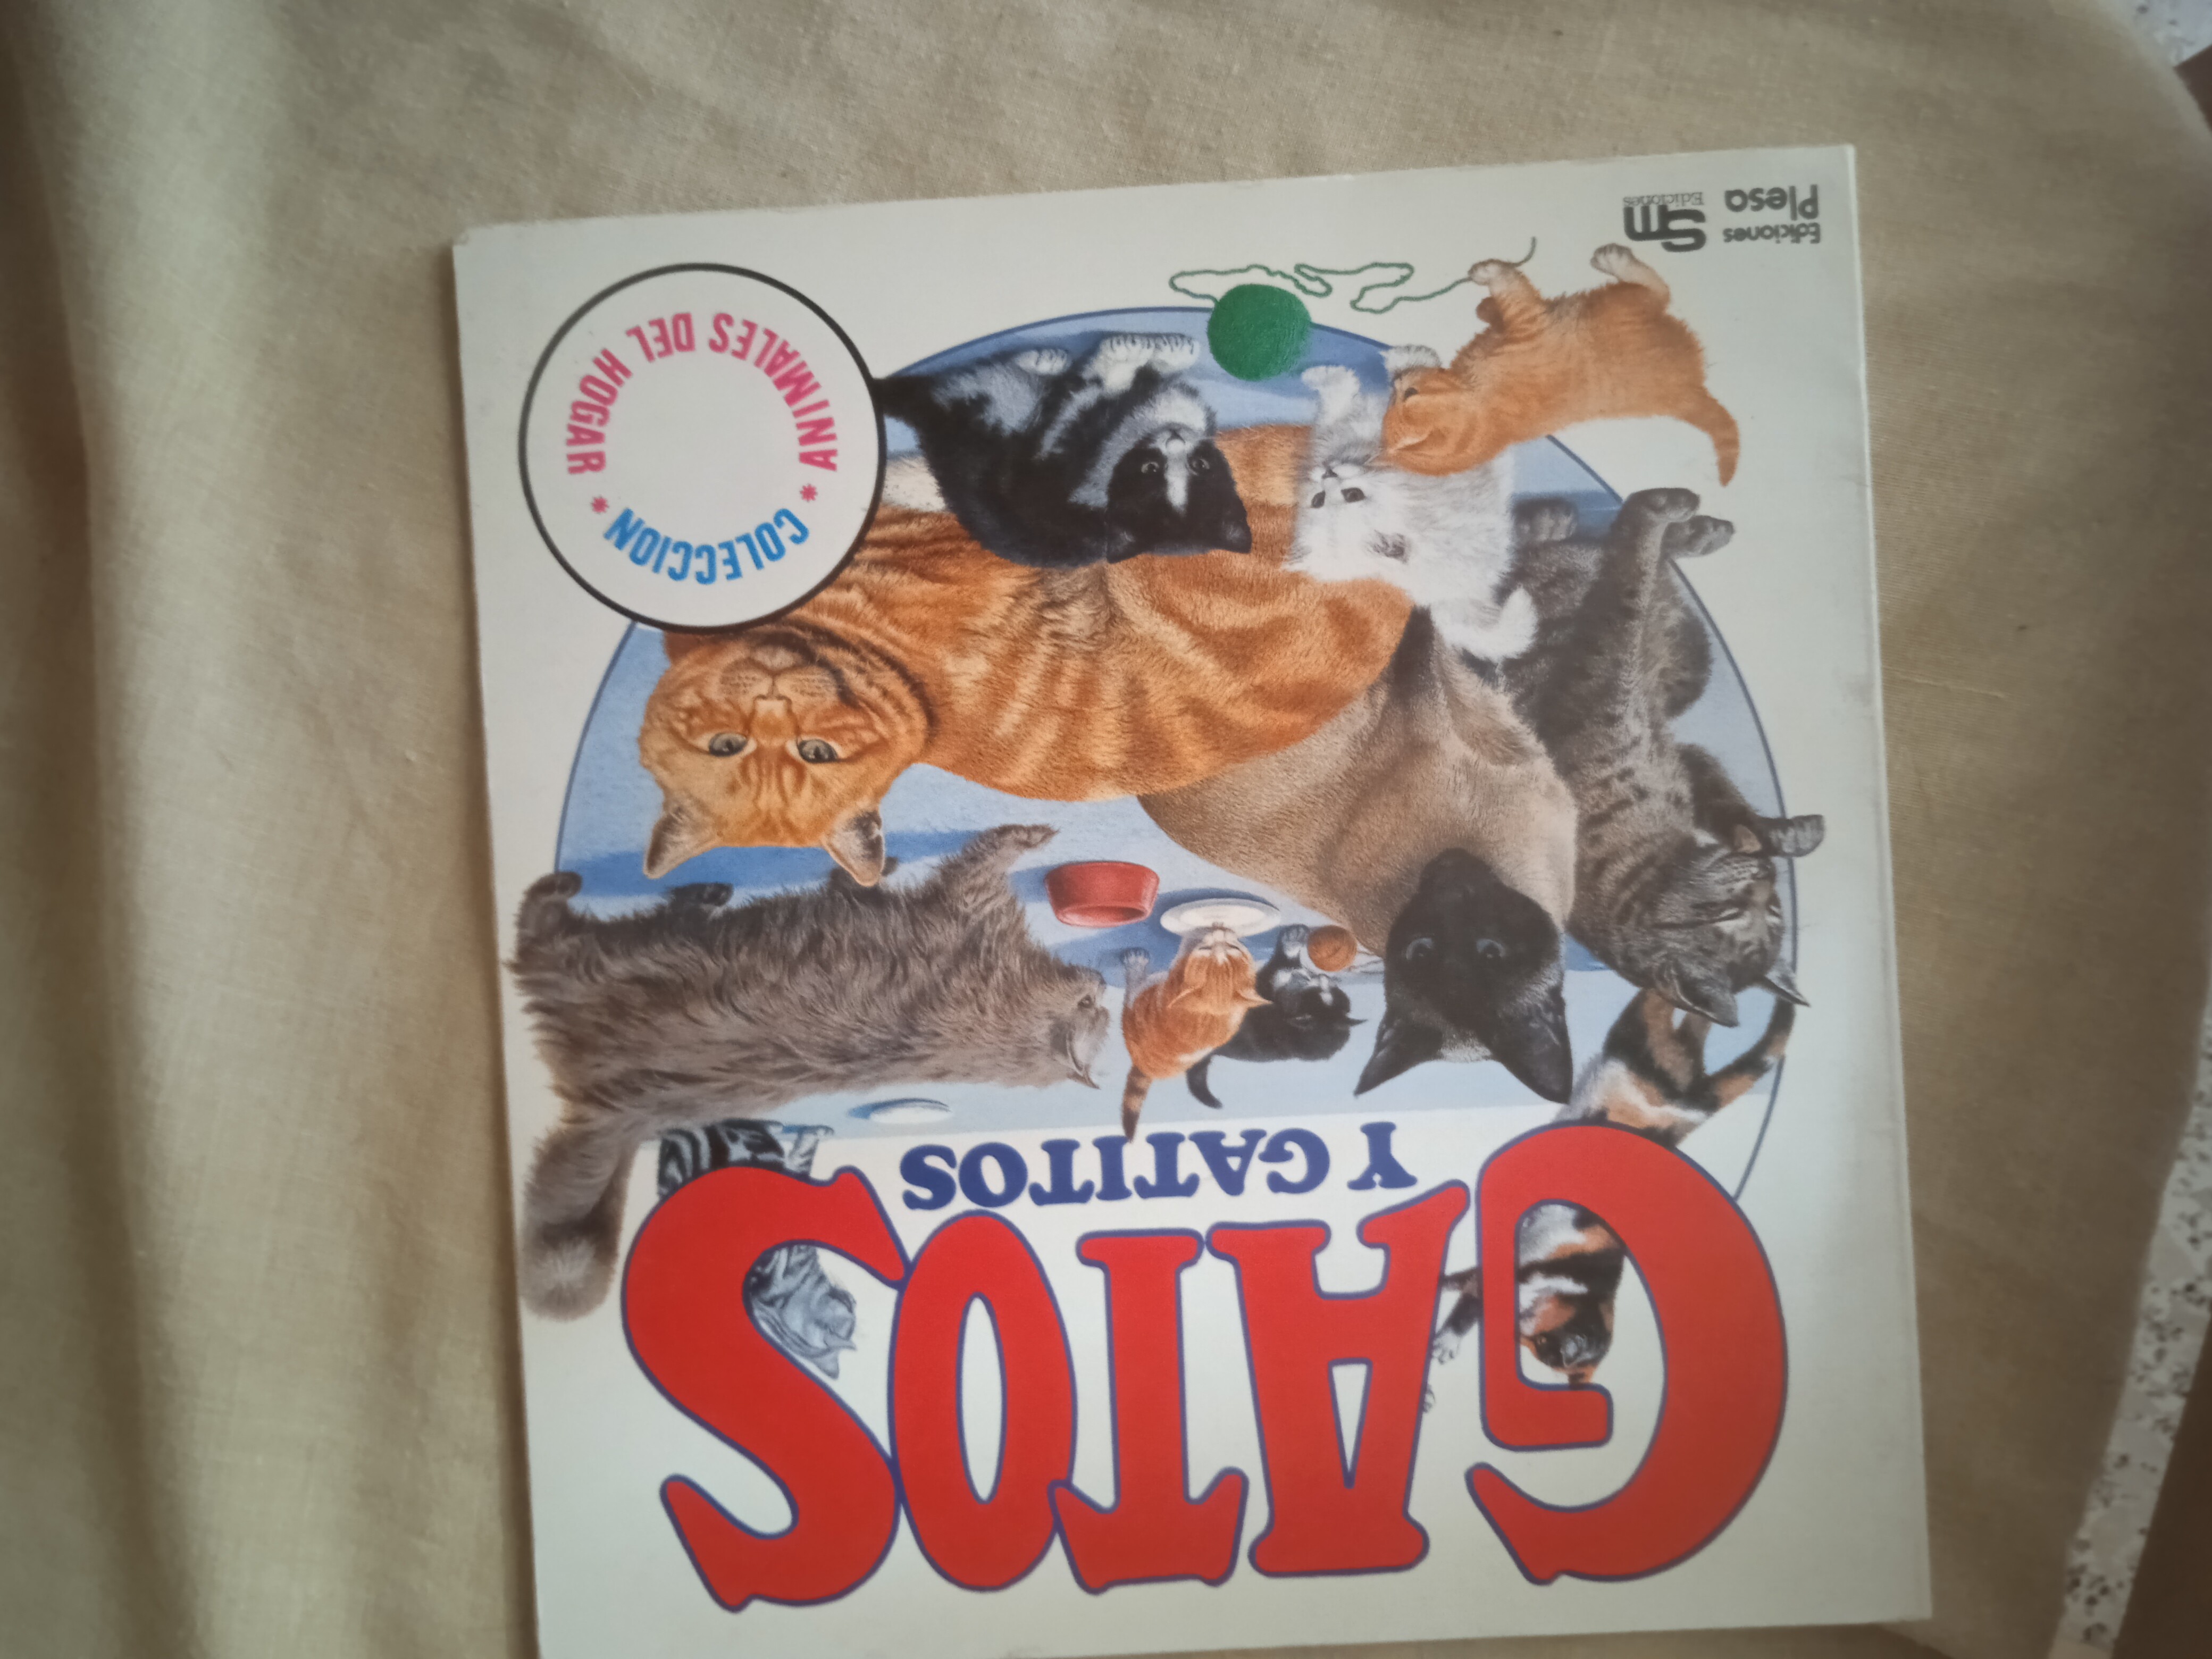 GATOS
Y GATITOS
COLECCION
* ANIMALES DEL HOGAR *
Ediciones
Plesa
Sm
Ediciones